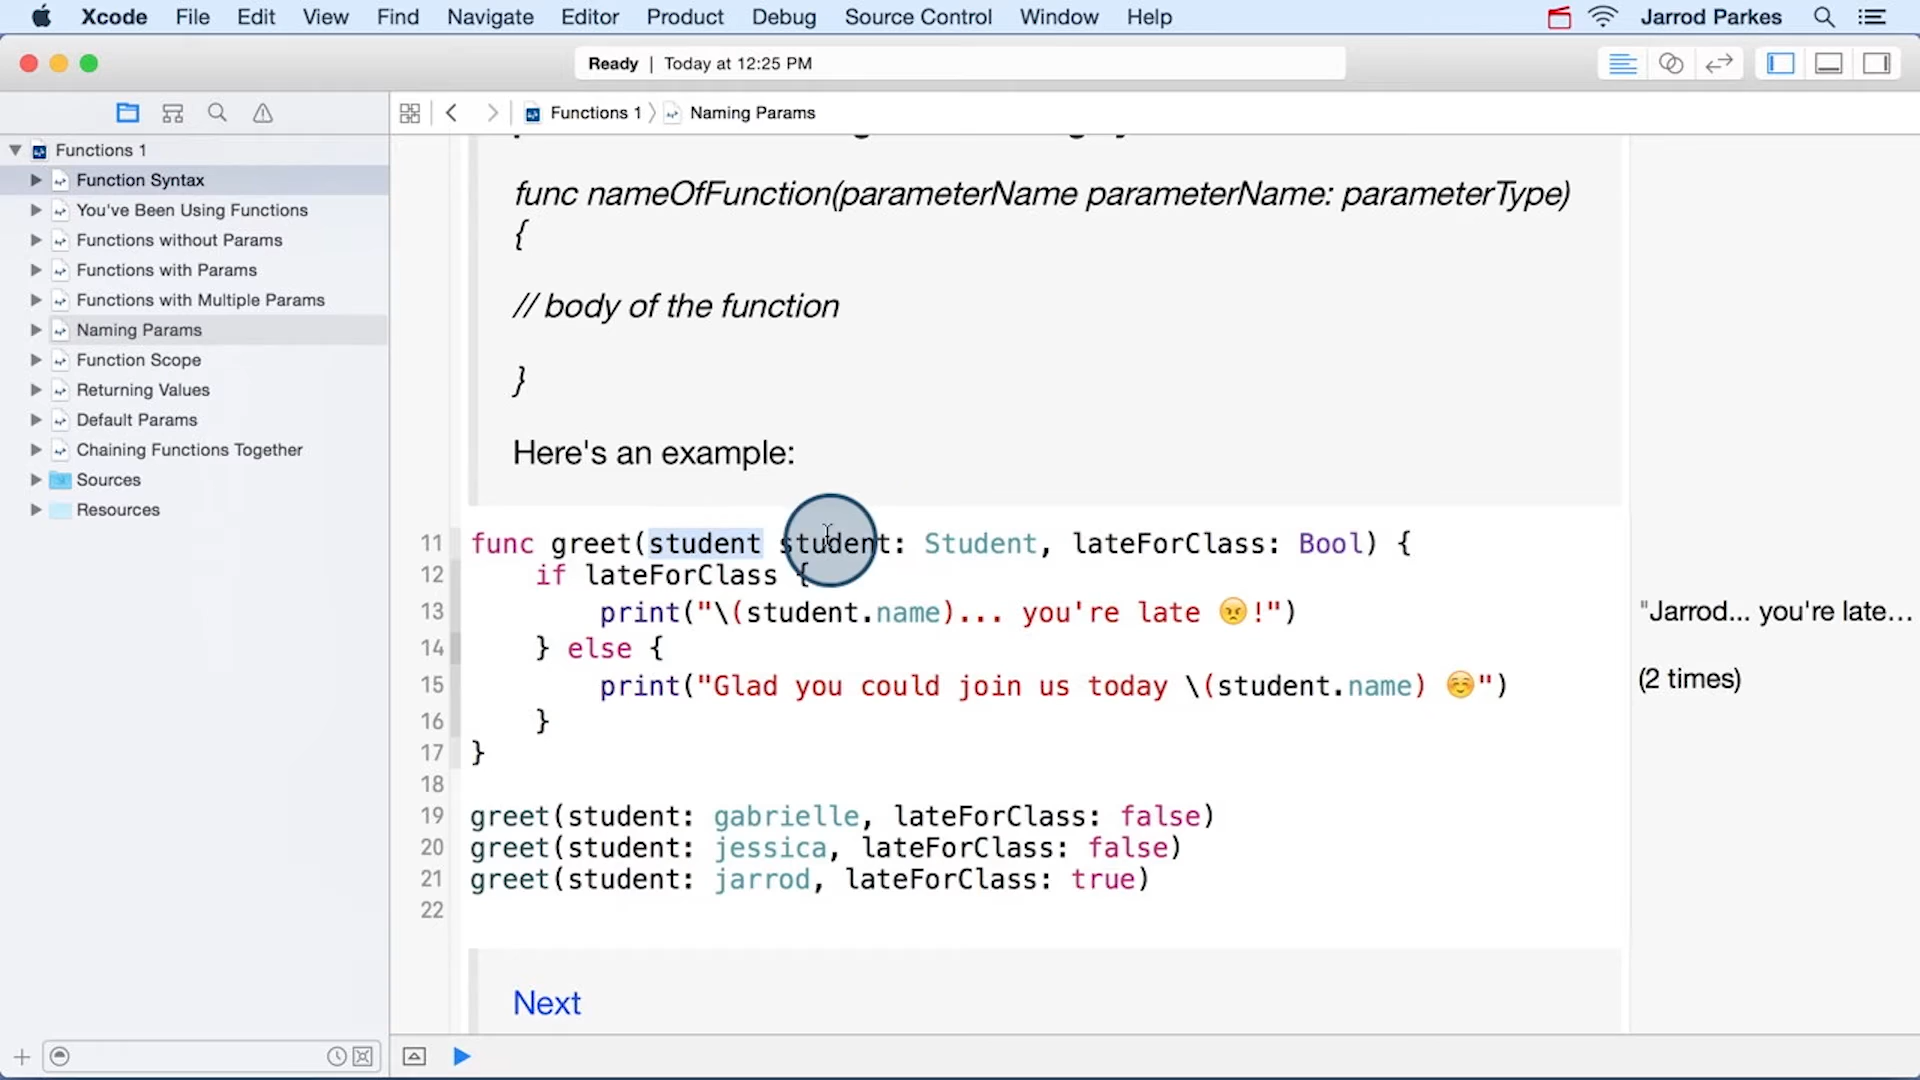 Xcode File Edit View Find Navigate Editor Product Debug Source Control Window Help Jarrod Parkes
Ready | Today at 12:25 PM
Functions 1 〉 Naming Params
Functions 1
Function Syntax
You've Been Using Functions
Functions without Params
Functions with Params
Functions with Multiple Params
Naming Params
Function Scope
Returning Values
Default Params
Chaining Functions Together
Sources
Resources
func nameOfFunction(parameterName parameterName: parameterType)
{
// body of the function
}
Here's an example:
11 func greet(student student: Student, lateForClass: Bool) {
12 if lateForClass {
13 print("\(student.name)... you're late 😠!")
14 } else {
15 print("Glad you could join us today \(student.name) ☺️")
16 }
17 }
18
19 greet(student: gabrielle, lateForClass: false)
20 greet(student: jessica, lateForClass: false)
21 greet(student: jarrod, lateForClass: true)
22
"Jarrod... you're late...
(2 times)
Next